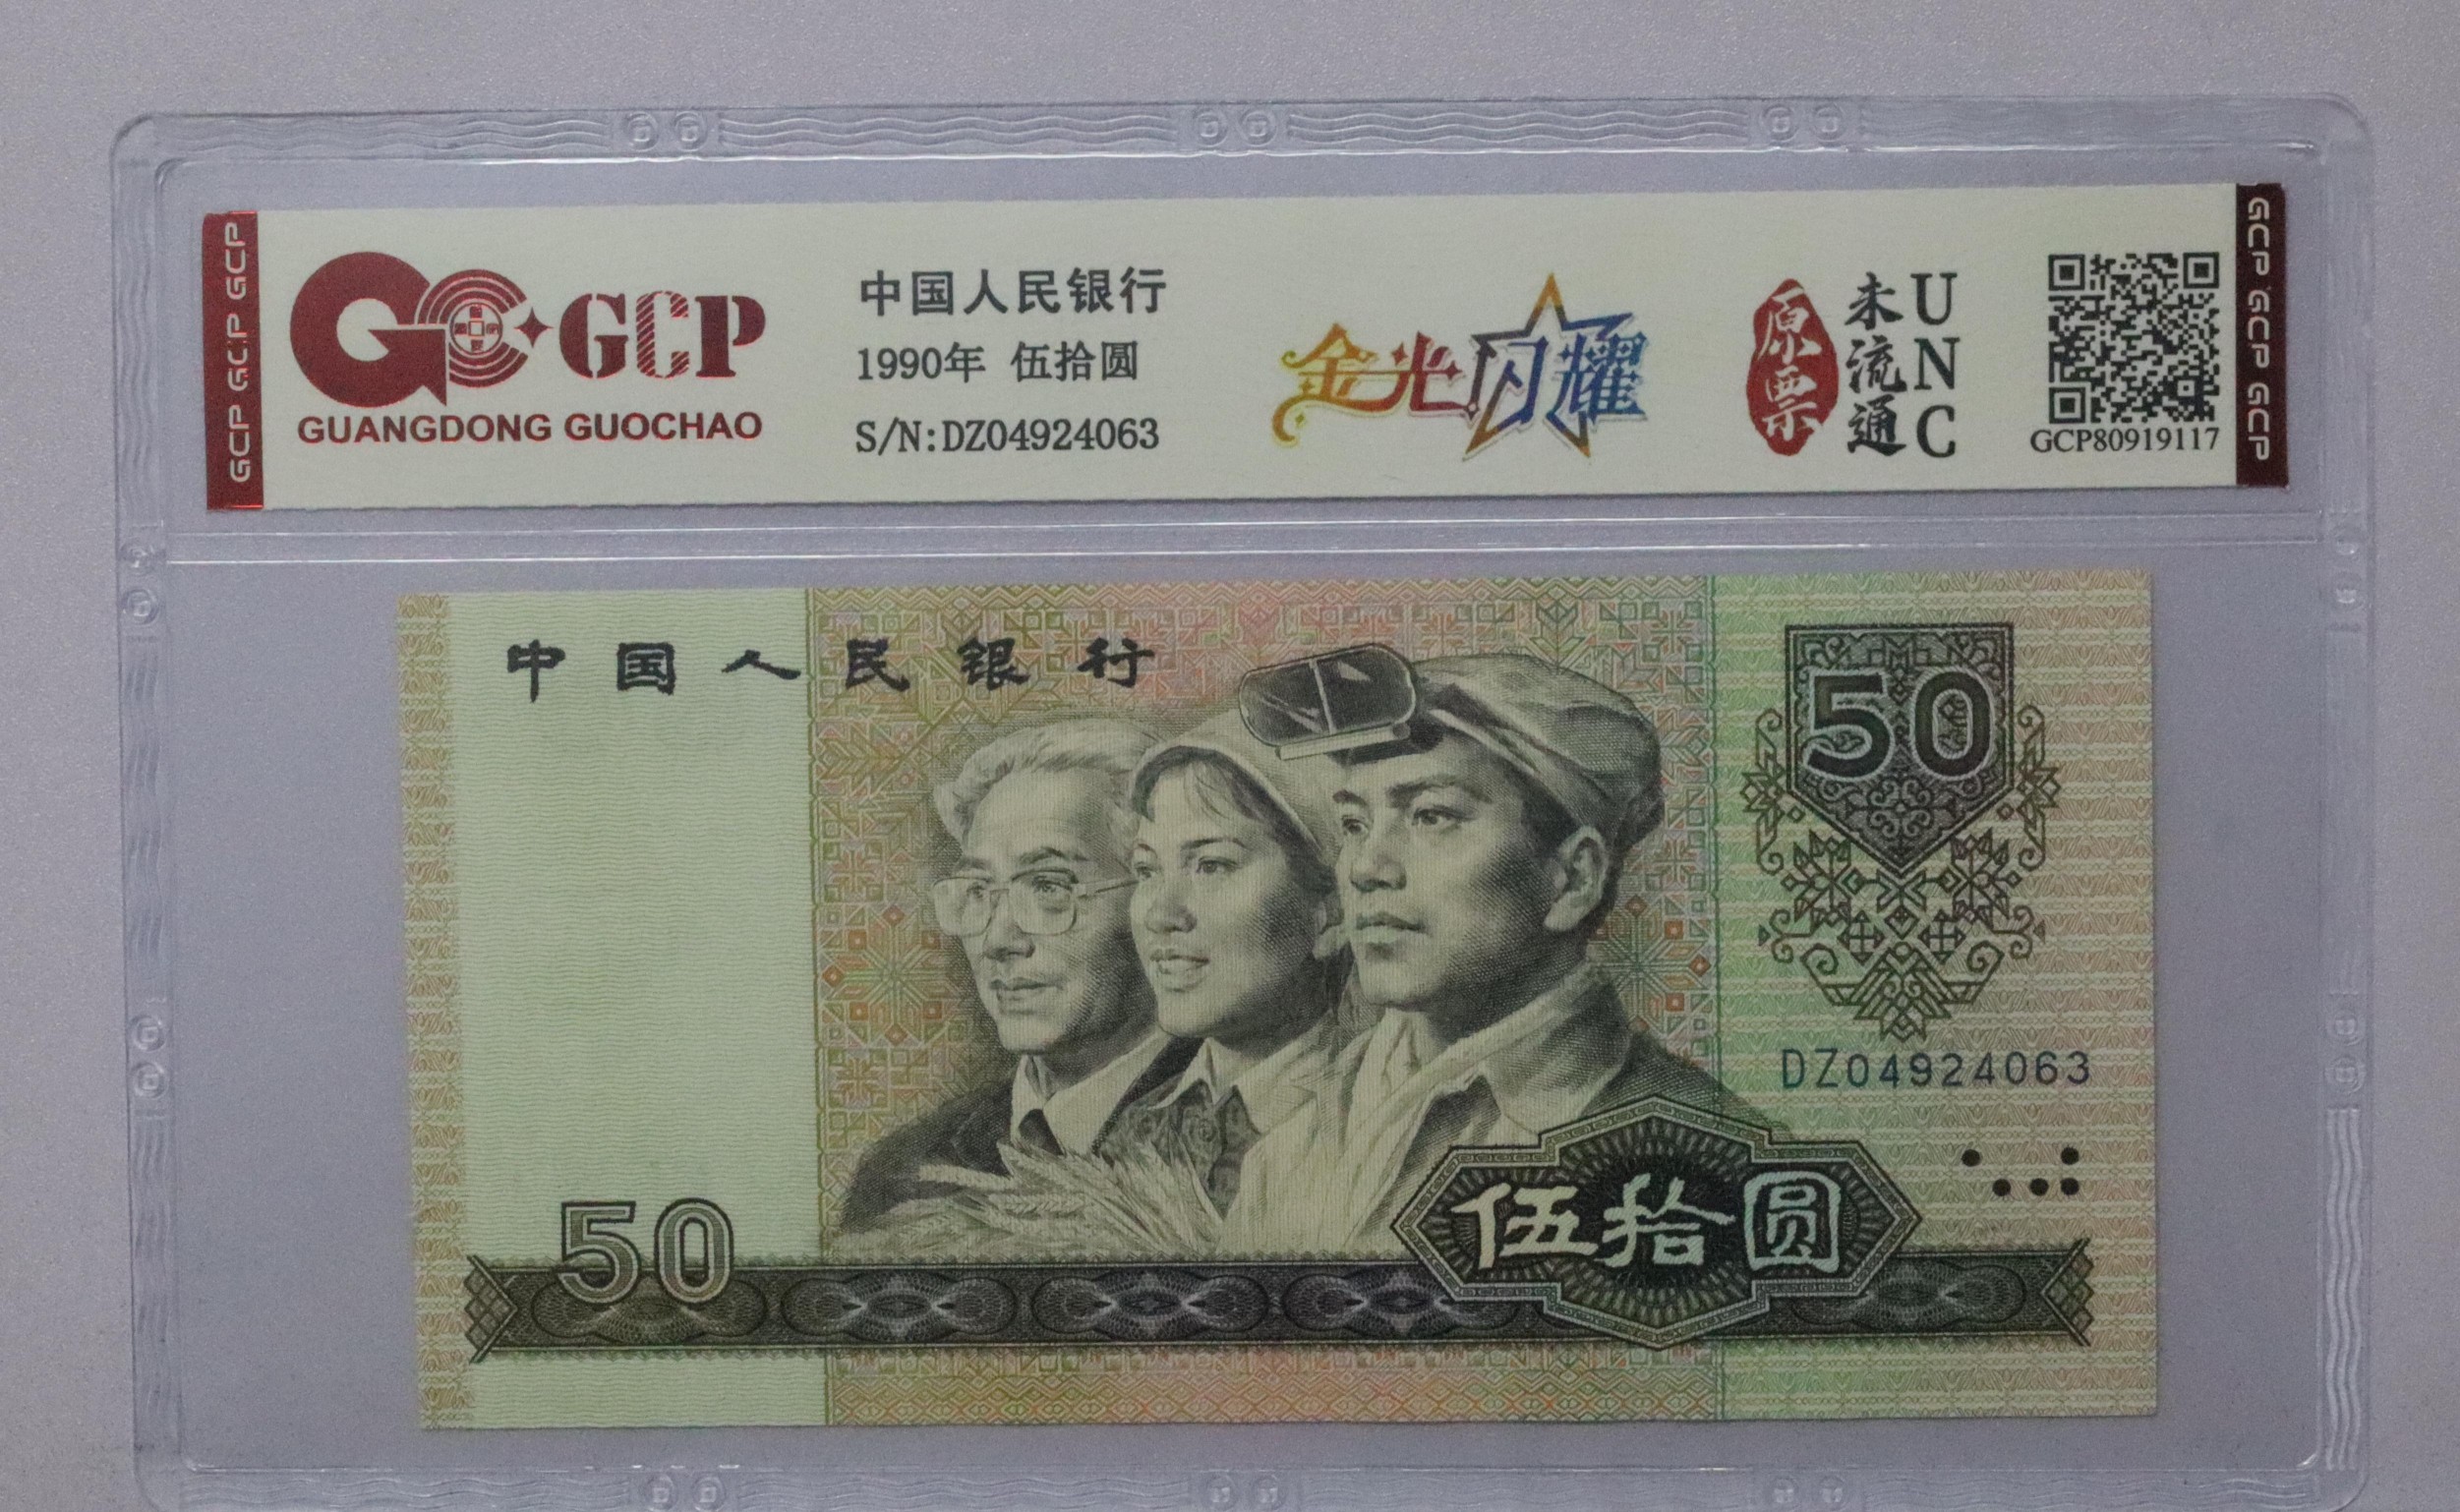 GCP GCP GCP
GCP
GUANGDONG GUOCHAO
中国人民银行
1990年 伍拾圆
S/N:DZ04924063
金光闪耀
原票
未流通
UNC
GCP80919117
GCP GCP GCP
中国人民银行
50
DZ04924063
50
伍拾圆